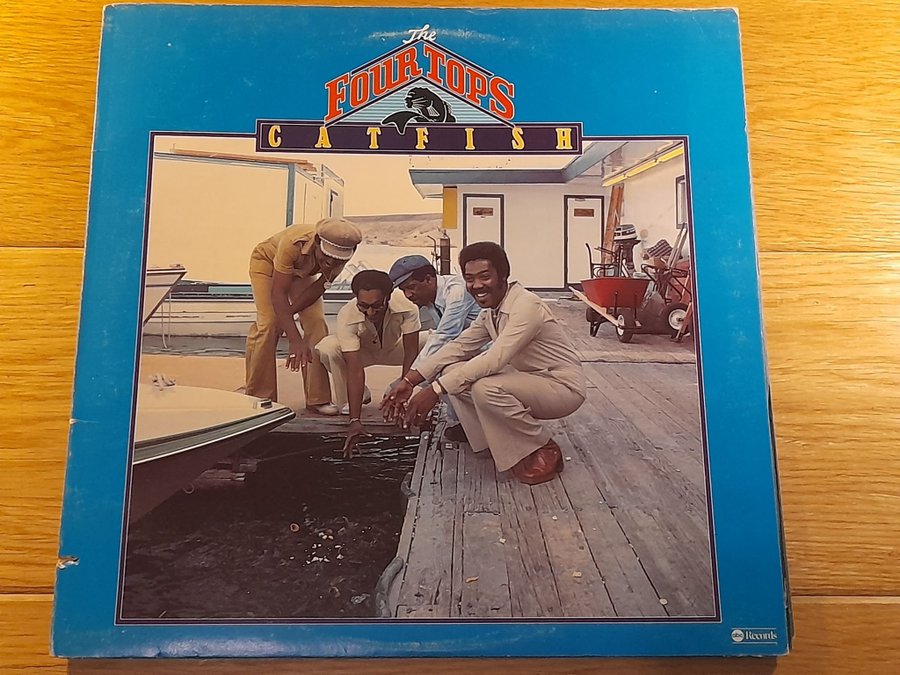 The
FOUR TOPS
CATFISH
abc Records